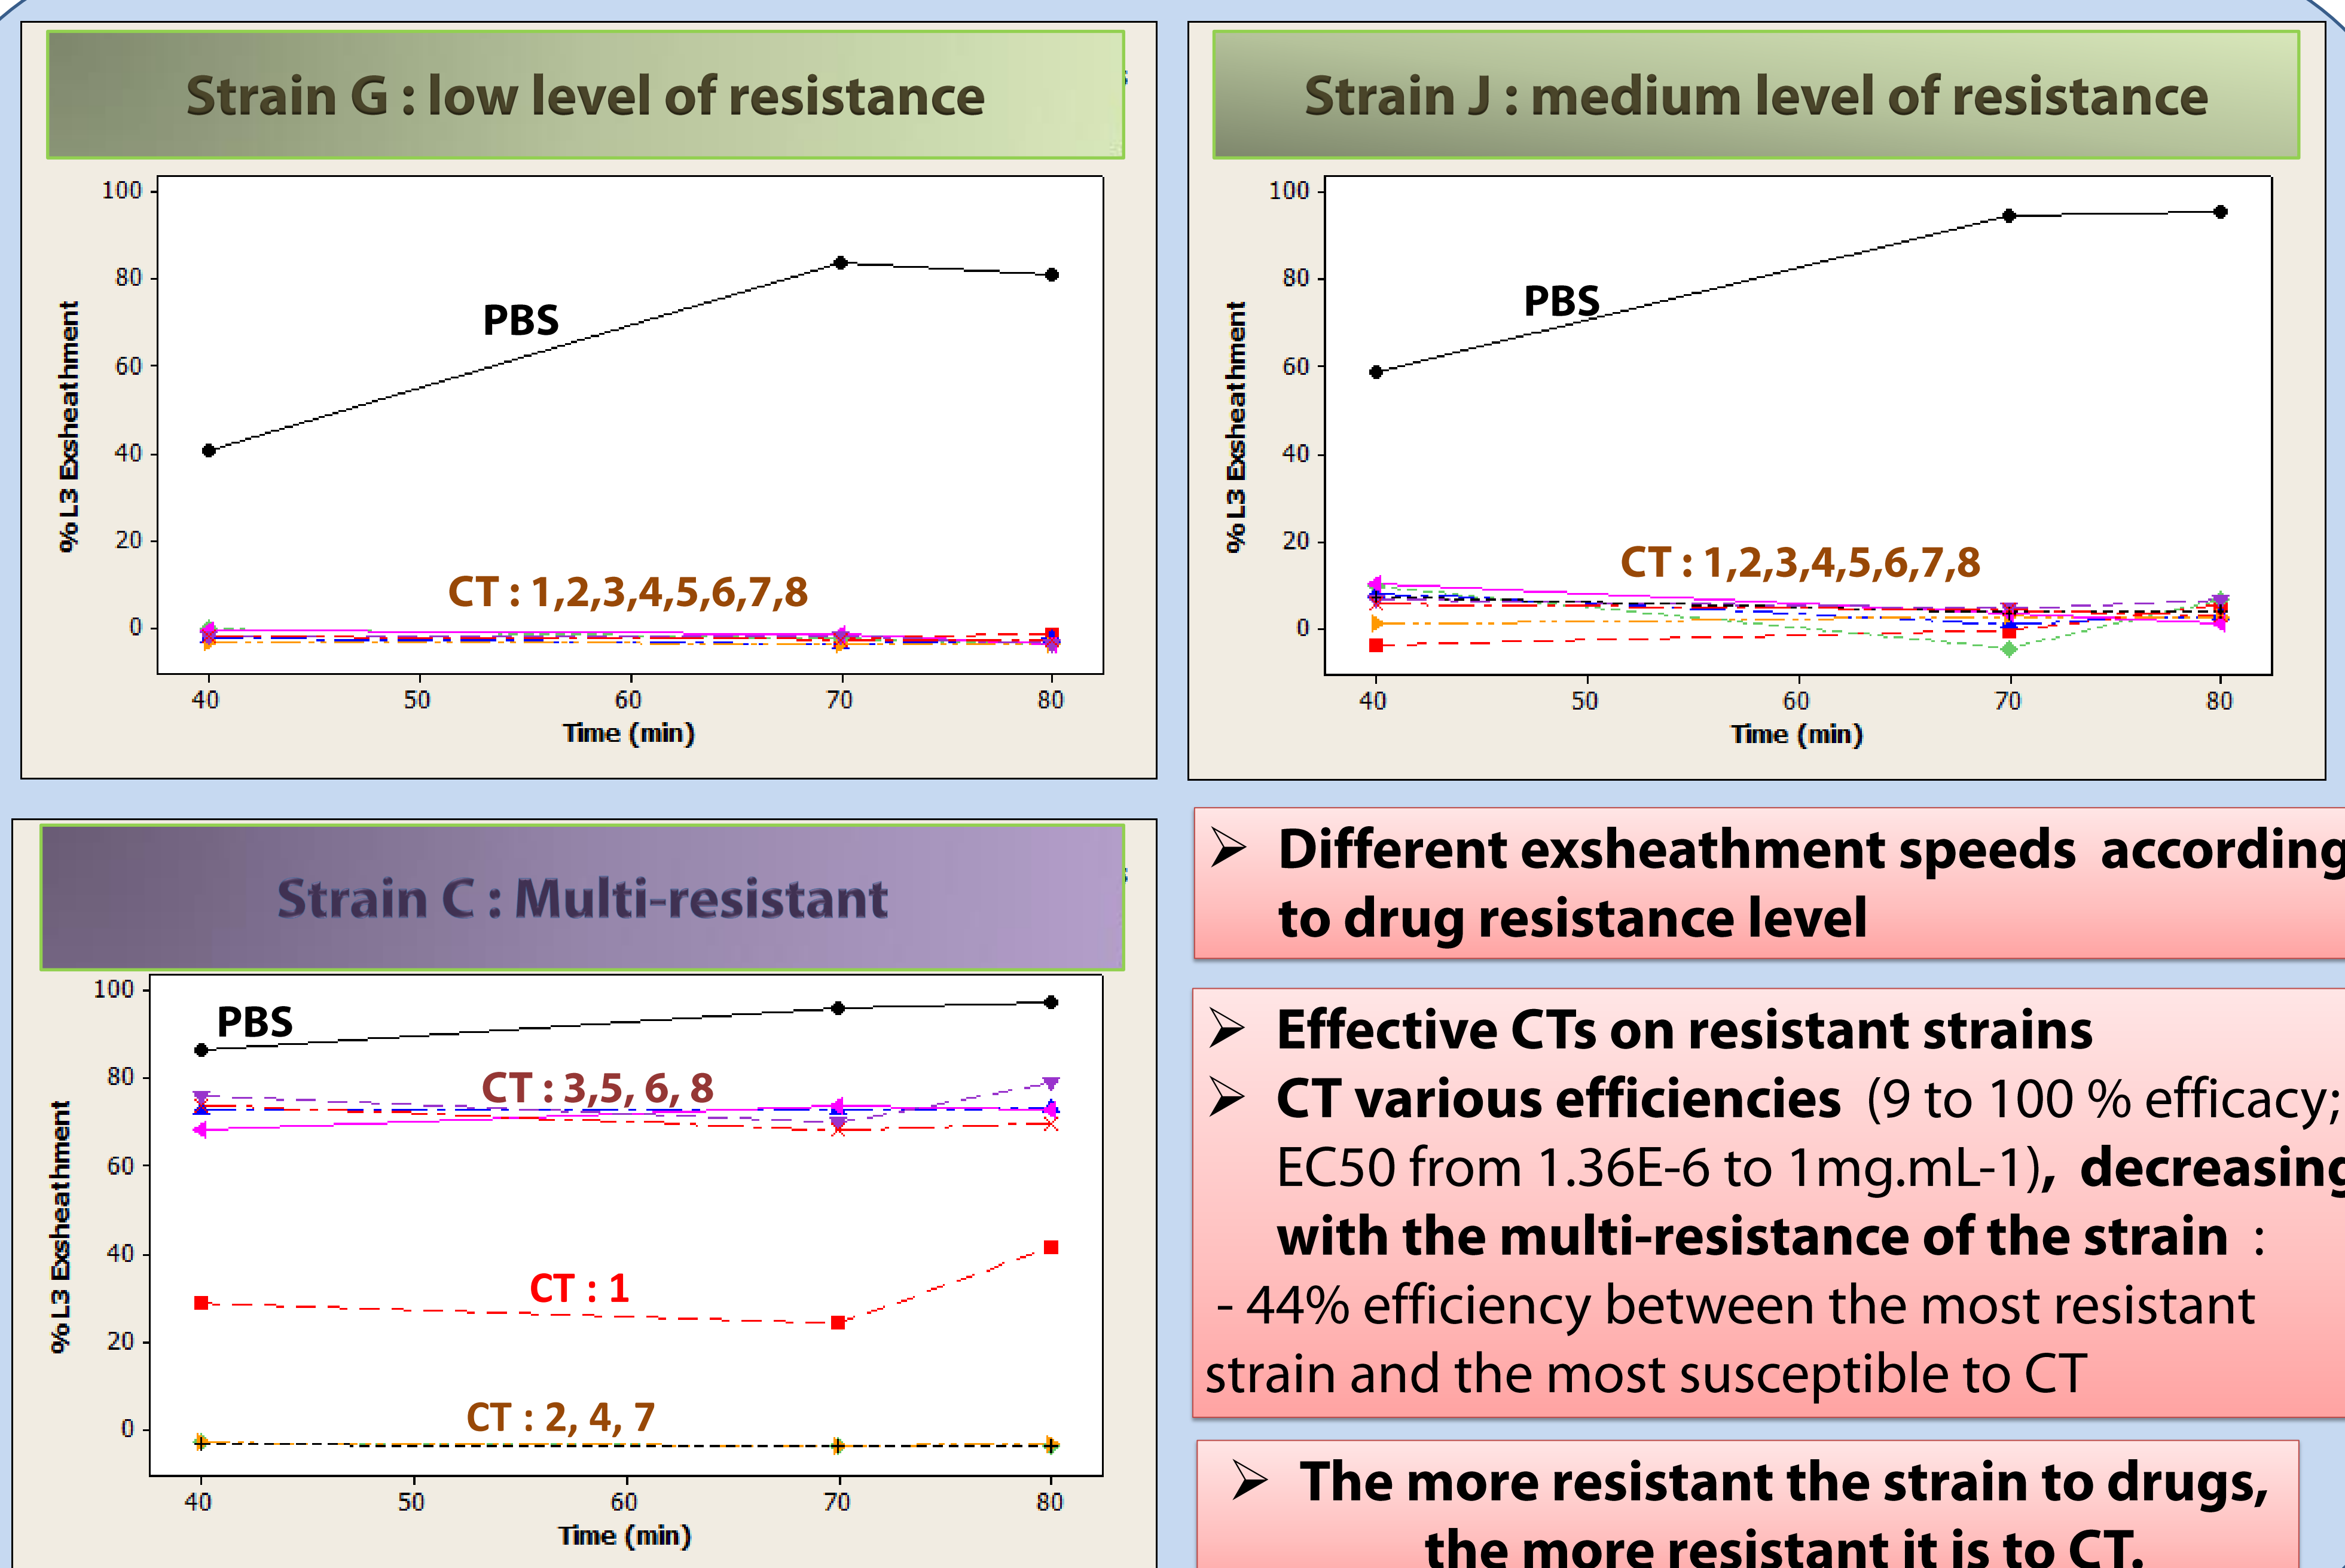 Strain G : low level of resistance
100
80
60
40
20
0
% L3 Exsheathment
PBS
CT : 1,2,3,4,5,6,7,8
40 50 60 70 80
Time (min)
Strain J : medium level of resistance
100
80
60
40
20
0
% L3 Exsheathment
PBS
CT : 1,2,3,4,5,6,7,8
40 50 60 70 80
Time (min)
Strain C : Multi-resistant
100
80
60
40
20
0
% L3 Exsheathment
PBS
CT : 3,5, 6, 8
CT : 1
CT : 2, 4, 7
40 50 60 70 80
Time (min)
➢ Different exsheathment speeds according
to drug resistance level
➢ Effective CTs on resistant strains
➢ CT various efficiencies (9 to 100 % efficacy;
EC50 from 1.36E-6 to 1mg.mL-1), decreasing
with the multi-resistance of the strain :
- 44% efficiency between the most resistant
strain and the most susceptible to CT
➢ The more resistant the strain to drugs,
the more resistant it is to CT.